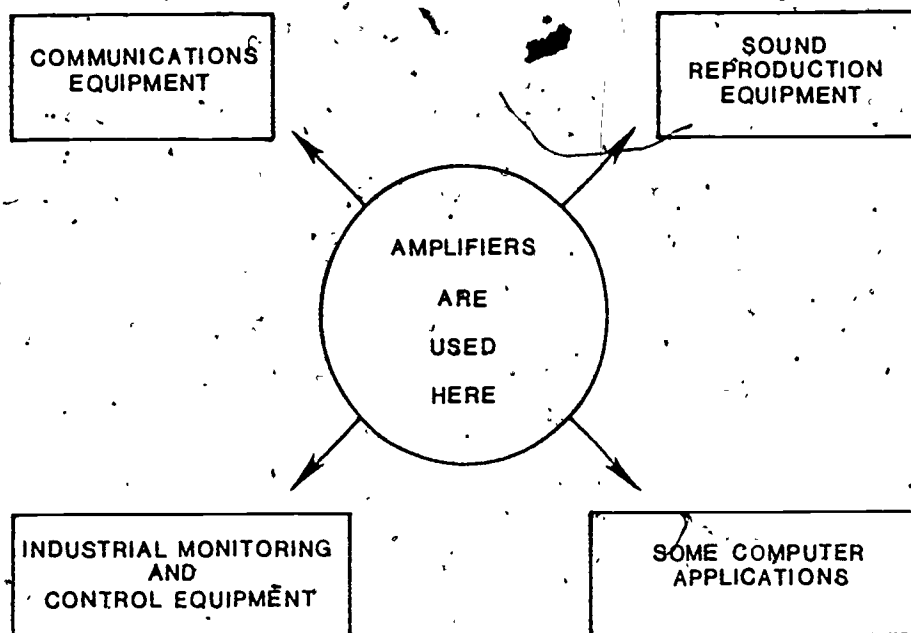 COMMUNICATIONS
EQUIPMENT
SOUND
REPRODUCTION
EQUIPMENT
AMPLIFIERS
ARE
USED
HERE
INDUSTRIAL MONITORING
AND
CONTROL EQUIPMENT
SOME COMPUTER
APPLICATIONS